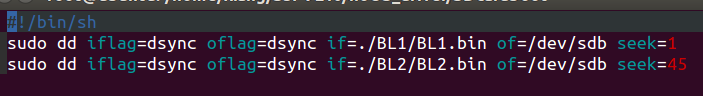 #!/bin/sh
sudo dd iflag=dsync oflag=dsync if=./BL1/BL1.bin of=/dev/sdb seek=1
sudo dd iflag=dsync oflag=dsync if=./BL2/BL2.bin of=/dev/sdb seek=45